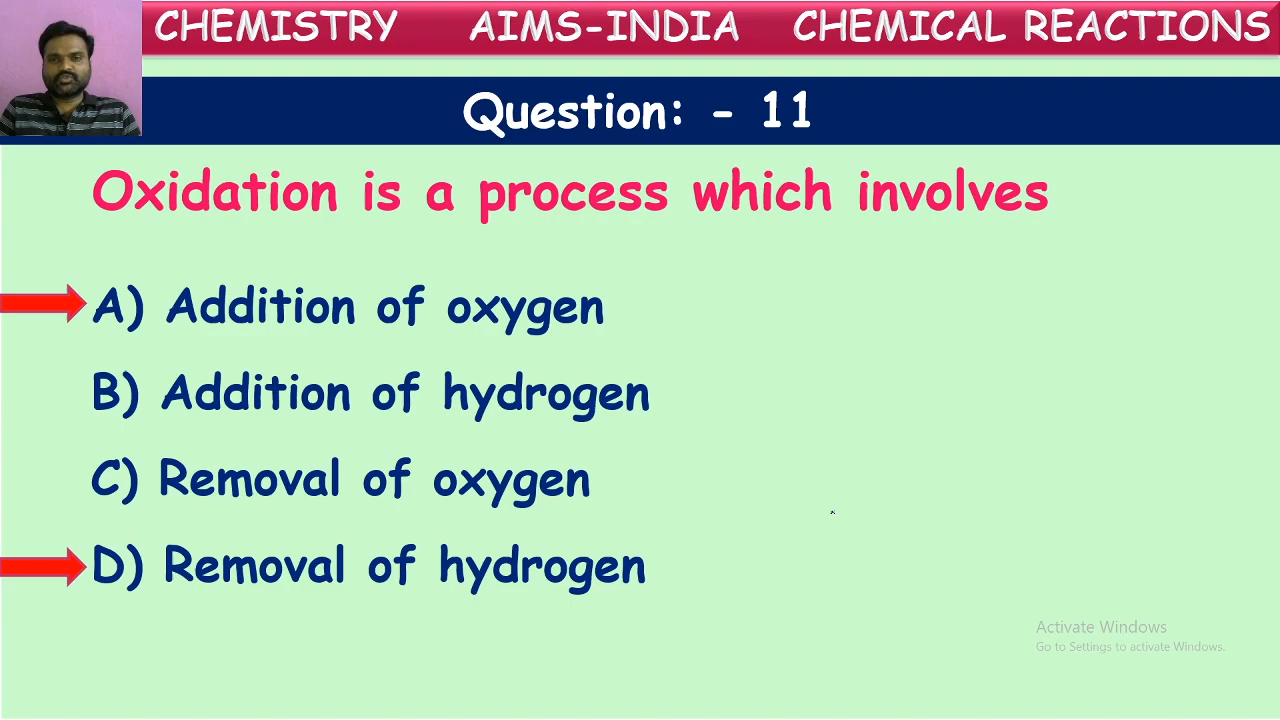 CHEMISTRY AIMS-INDIA CHEMICAL REACTIONS
Question: - 11
Oxidation is a process which involves
A) Addition of oxygen
B) Addition of hydrogen
C) Removal of oxygen
D) Removal of hydrogen
Activate Windows
Go to Settings to activate Windows.